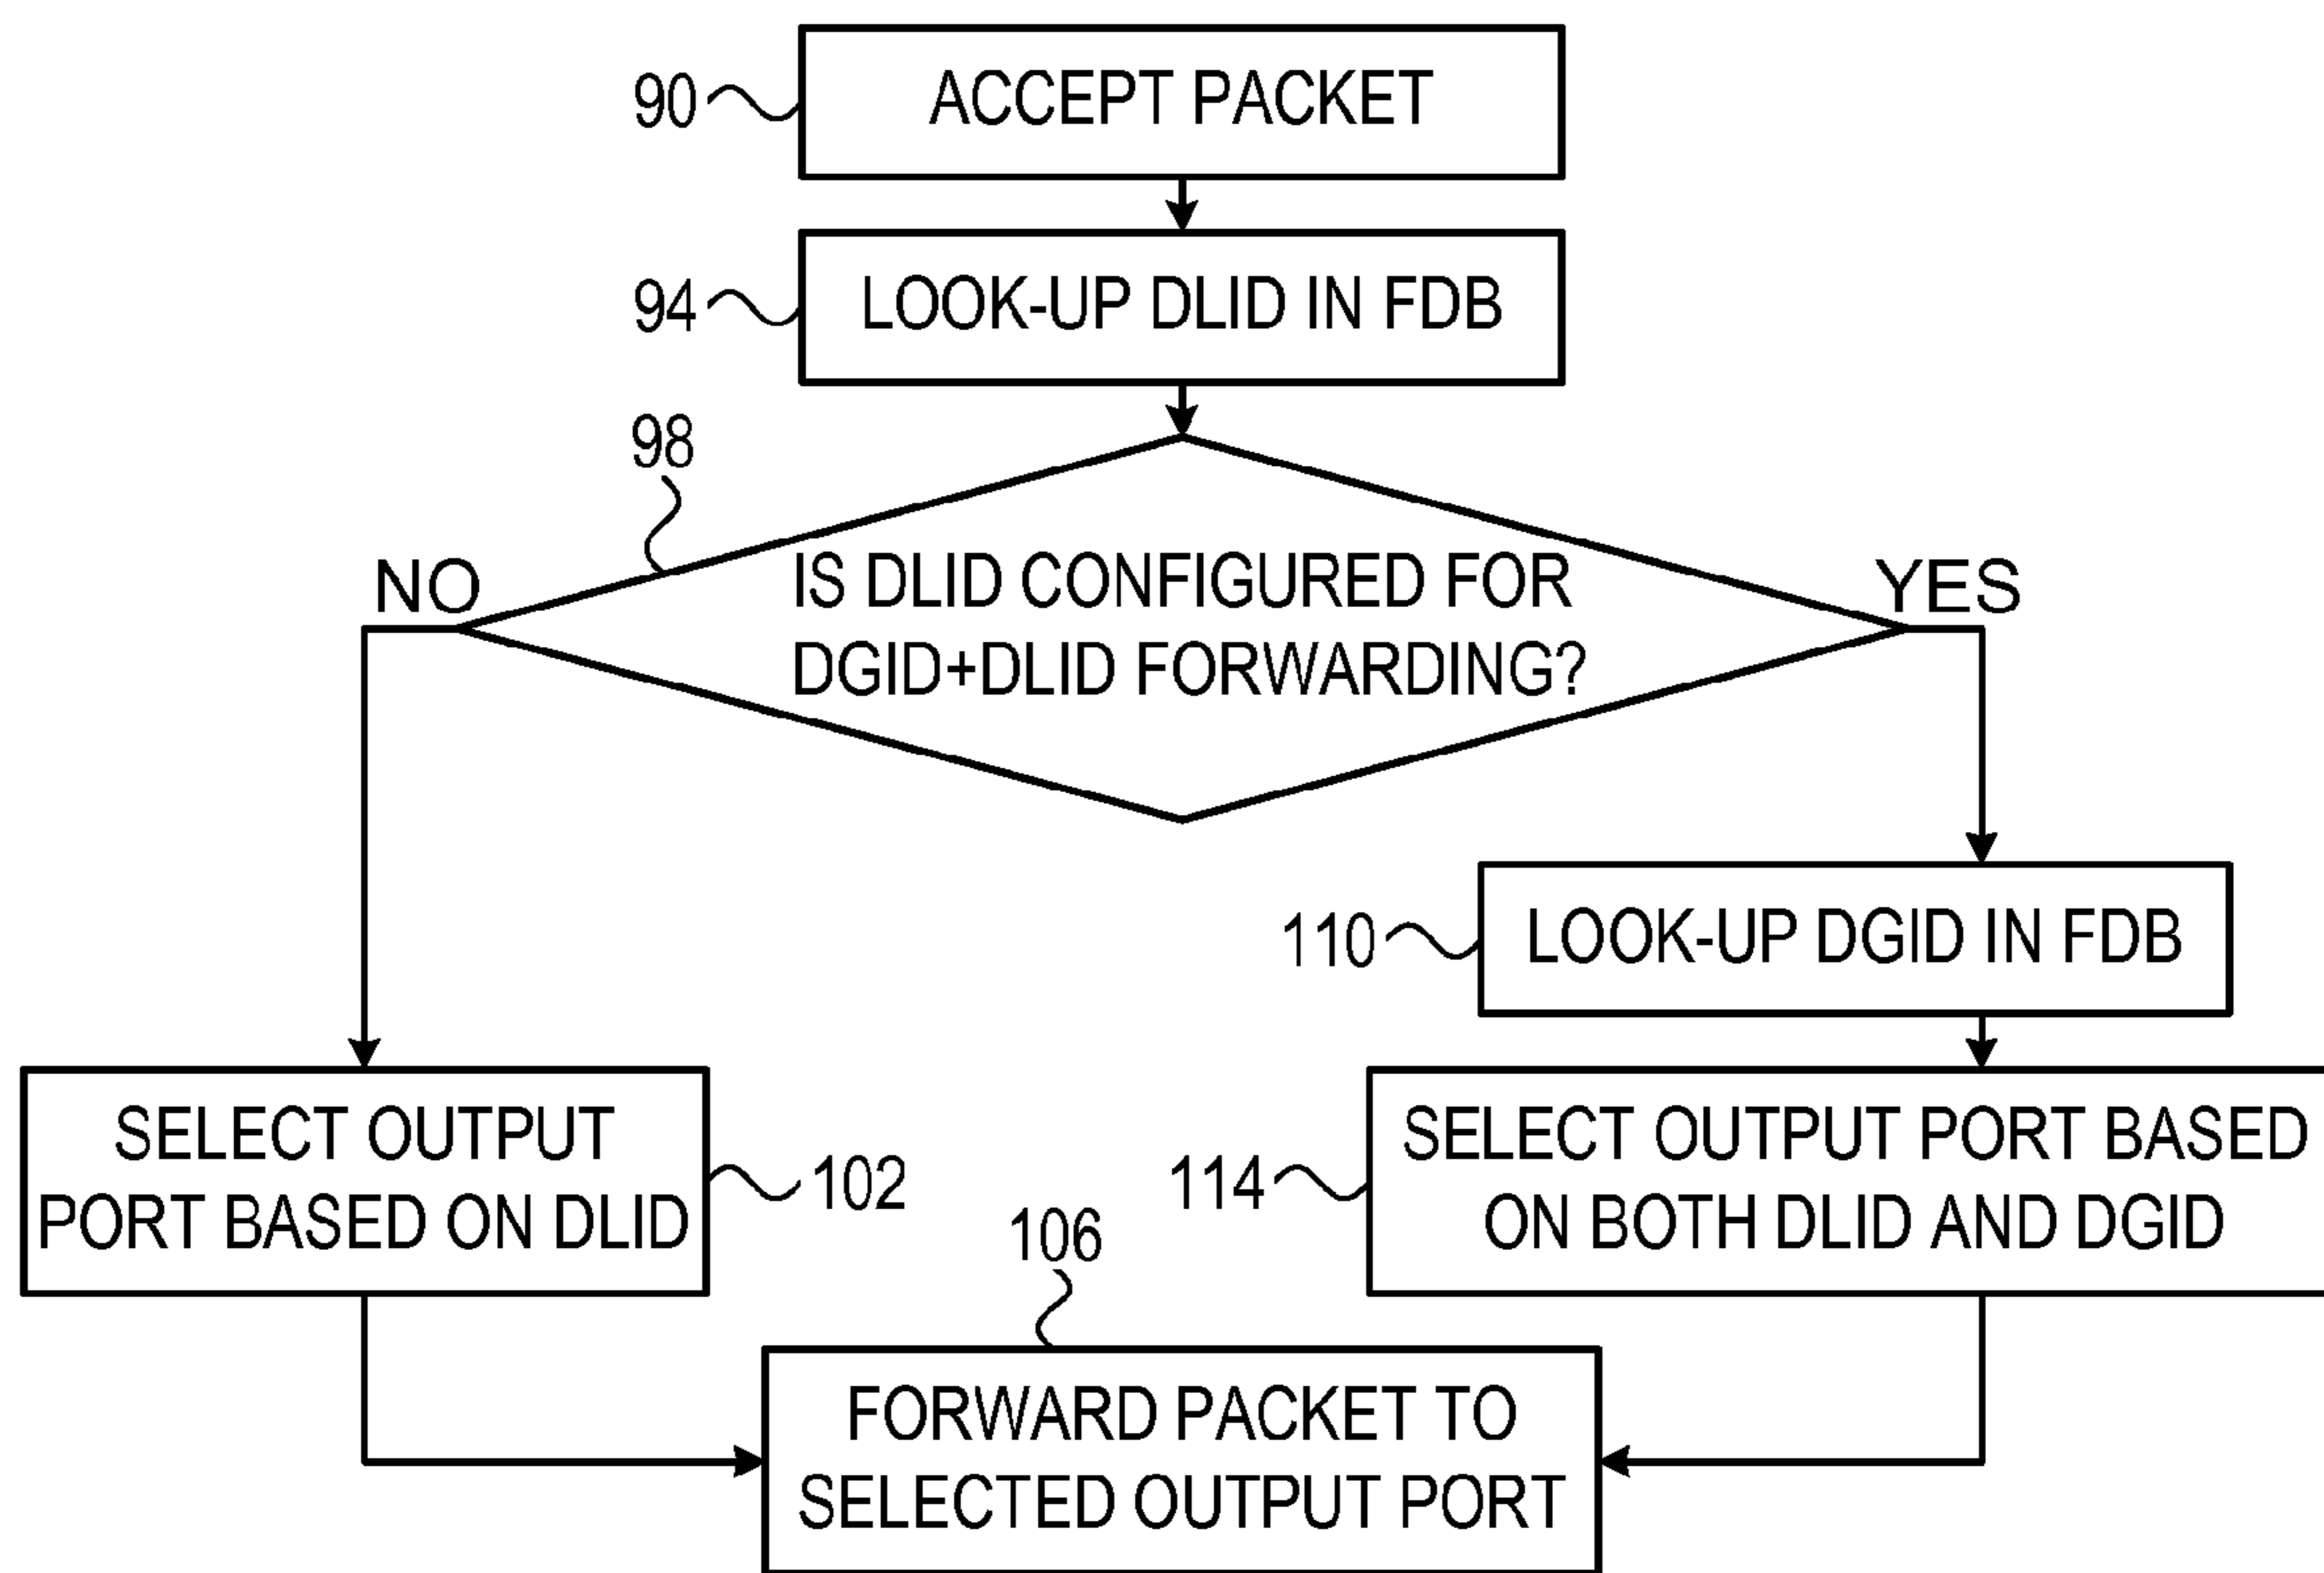 90
ACCEPT PACKET
94
LOOK-UP DLID IN FDB
98
NO
IS DLID CONFIGURED FOR
DGID+DLID FORWARDING?
YES
110
LOOK-UP DGID IN FDB
SELECT OUTPUT
PORT BASED ON DLID
102
114
SELECT OUTPUT PORT BASED
ON BOTH DLID AND DGID
106
FORWARD PACKET TO
SELECTED OUTPUT PORT